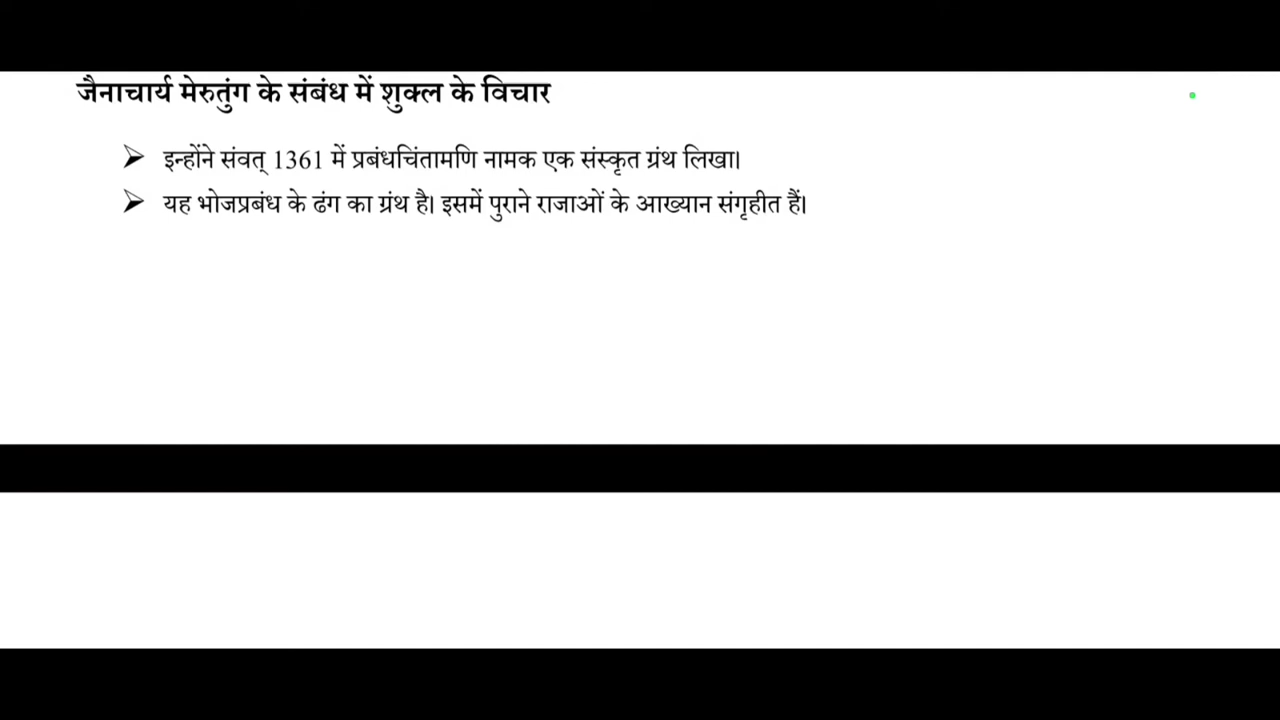 जैनाचार्य मेरुतुंग के संबंध में शुक्ल के विचार
➢ इन्होंने संवत् 1361 में प्रबंधचिंतामणि नामक एक संस्कृत ग्रंथ लिखा।
➢ यह भोजप्रबंध के ढंग का ग्रंथ है। इसमें पुराने राजाओं के आख्यान संगृहीत हैं।